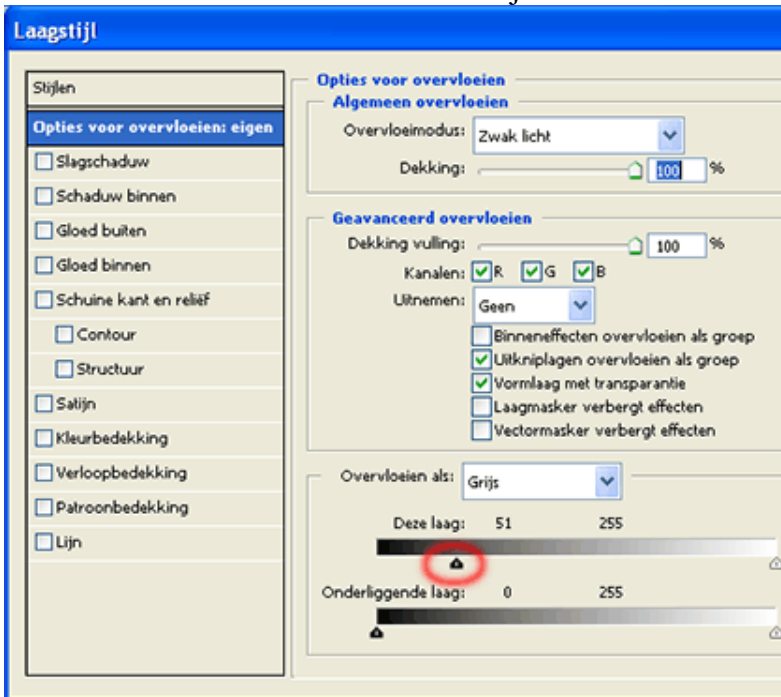 Laagstijl
Stijlen
Opties voor overvloeien: eigen
Slagschaduw
Schaduw binnen
Gloed buiten
Gloed binnen
Schuine kant en reliëf
Contour
Structuur
Satijn
Kleurbedekking
Verloopbedekking
Patroonbedekking
Lijn
Opties voor overvloeien
Algemeen overvloeien
Overvloeimodus: Zwak licht
Dekking: 100 %
Geavanceerd overvloeien
Dekking vulling: 100 %
Kanalen: R G B
Uitnemen: Geen
Binneneffecten overvloeien als groep
Uitkniplagen overvloeien als groep
Vormlaag met transparantie
Laagmasker verbergt effecten
Vectormasker verbergt effecten
Overvloeien als: Grijs
Deze laag: 51 255
Onderliggende laag: 0 255